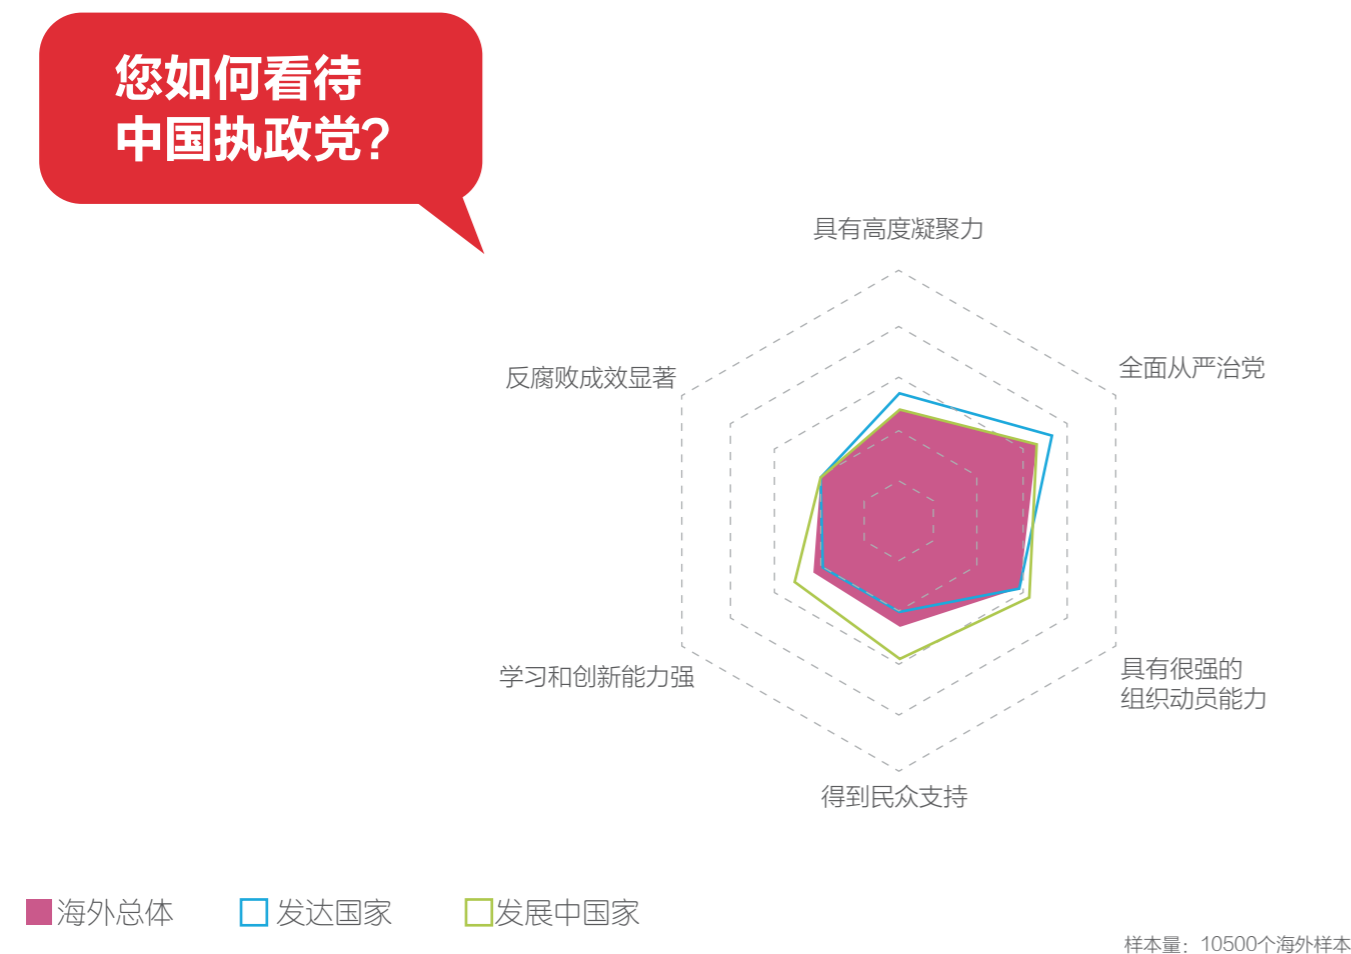 您如何看待
中国执政党?
具有高度凝聚力
全面从严治党
反腐败成效显著
学习和创新能力强
具有很强的
组织动员能力
得到民众支持
海外总体
发达国家
发展中国家
样本量：10500个海外样本